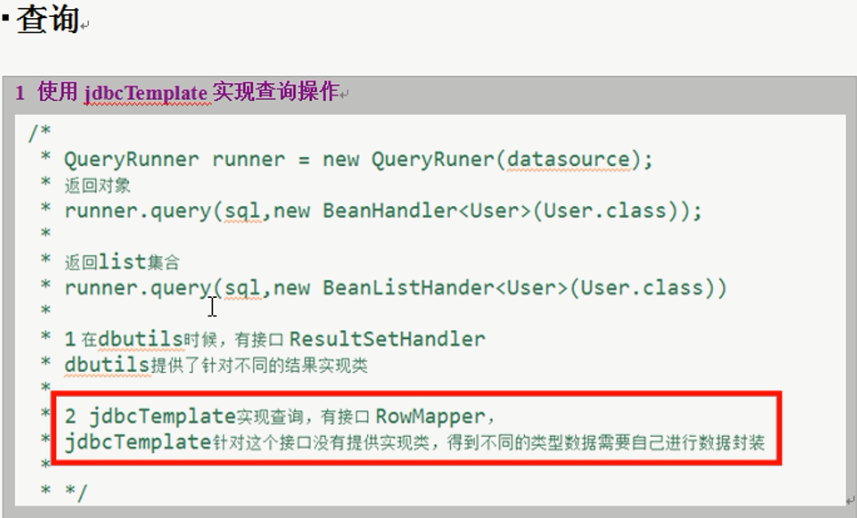 ▪查询
1 使用 jdbcTemplate 实现查询操作
/*
* QueryRunner runner = new QueryRuner(datasource);
* 返回对象
* runner.query(sql,new BeanHandler<User>(User.class));
*
* 返回list集合
* runner.query(sql,new BeanListHander<User>(User.class))
*
* 1 在dbutils时候，有接口 ResultSetHandler
* dbutils提供了针对不同的结果实现类
*
* 2 jdbcTemplate实现查询，有接口 RowMapper，
* jdbcTemplate针对这个接口没有提供实现类，得到不同的类型数据需要自己进行数据封装
*
* */